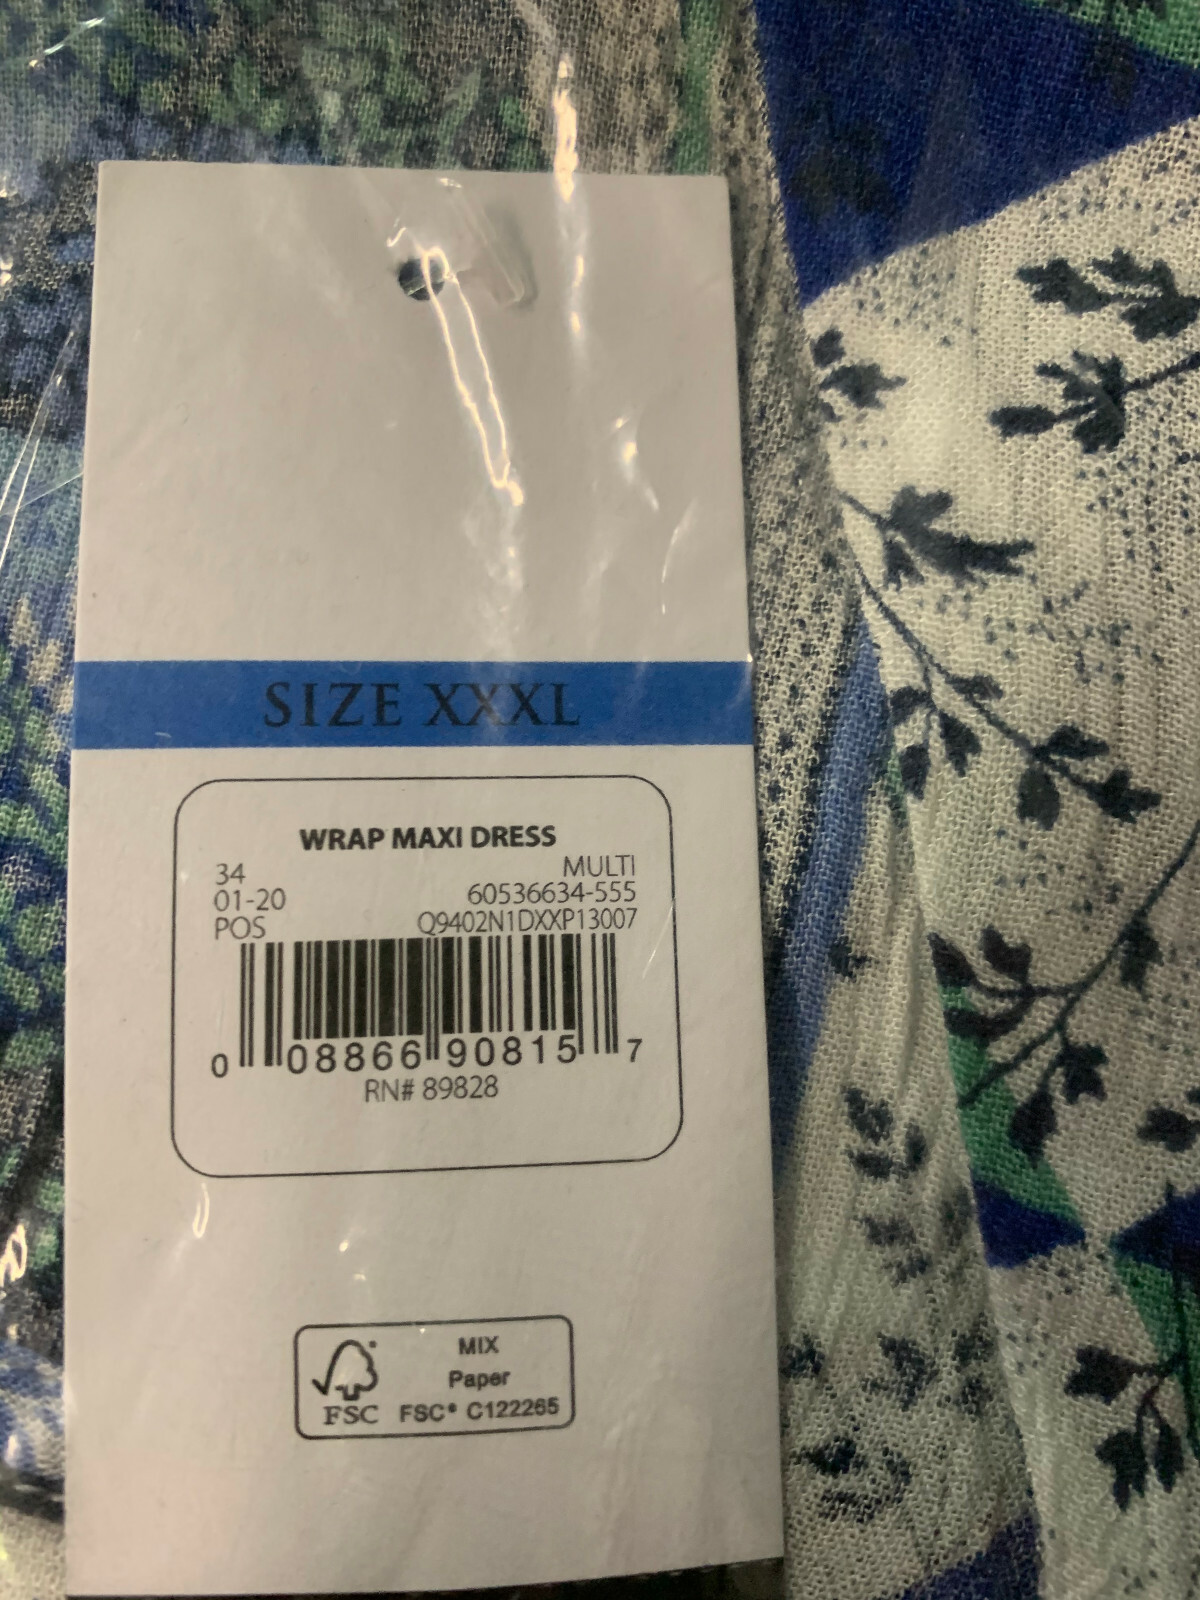 SIZE XXXL
WRAP MAXI DRESS
34 MULTI
01-20 60536634-555
POS Q9402N1DXXP13007
0 08866 90815 7
RN# 89828
MIX
Paper
FSC FSC® C122265